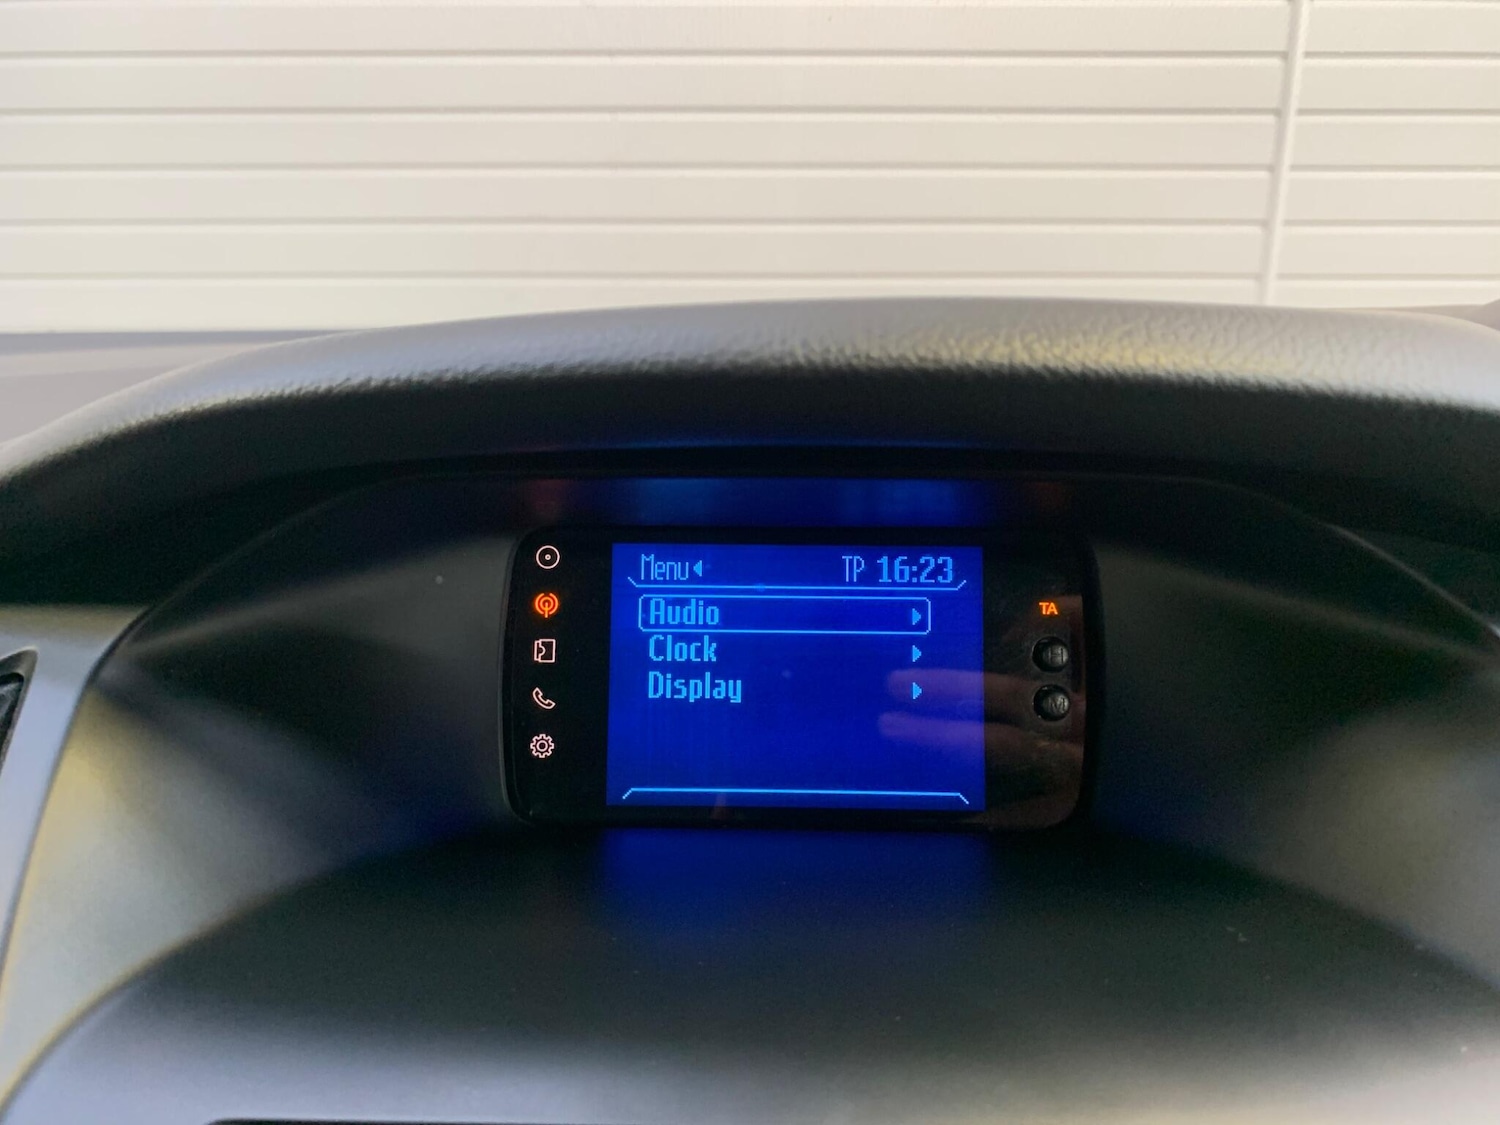 Menu TP 16:23
Audio
Clock
Display
TA
H
M